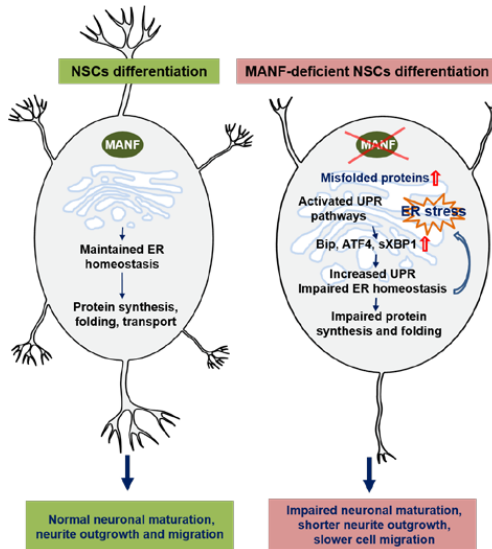 NSCs differentiation
MANF-deficient NSCs differentiation
MANF
Maintained ER
homeostasis
Protein synthesis,
folding, transport
Normal neuronal maturation,
neurite outgrowth and migration
MANF
Misfolded proteins
Activated UPR
pathways
ER stress
Bip, ATF4, sXBP1
Increased UPR
Impaired ER homeostasis
Impaired protein
synthesis and folding
Impaired neuronal maturation,
shorter neurite outgrowth,
slower cell migration